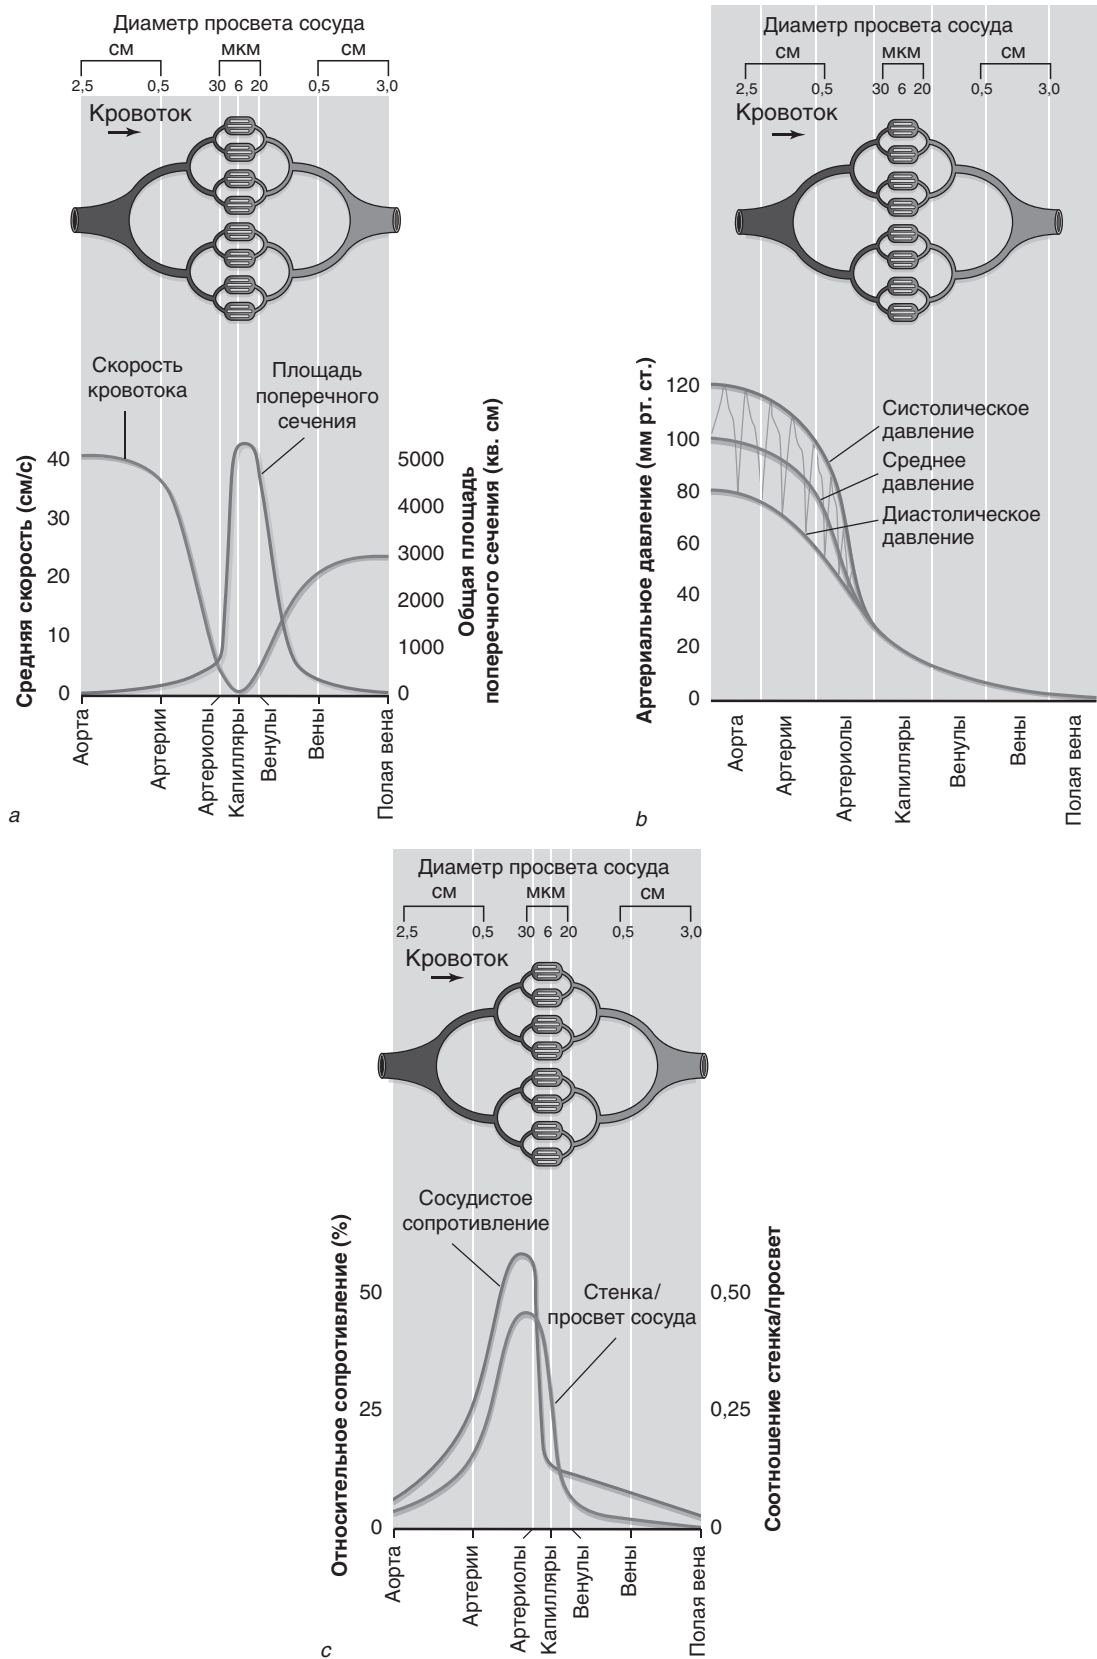 Диаметр просвета сосуда
см мкм см
2,5 0,5 30 6 20 0,5 3,0
Кровоток
Скорость
кровотока
Площадь
поперечного
сечения
Средняя скорость (см/с)
40
30
20
10
0
5000
4000
3000
2000
1000
0
Общая площадь
поперечного сечения (кв. см)
Аорта
Артерии
Артериолы
Капилляры
Венулы
Вены
Полая вена
a
Диаметр просвета сосуда
см мкм см
2,5 0,5 30 6 20 0,5 3,0
Кровоток
Артериальное давление (мм рт. ст.)
120
100
80
60
40
20
0
Систолическое
давление
Среднее
давление
Диастолическое
давление
Аорта
Артерии
Артериолы
Капилляры
Венулы
Вены
Полая вена
b
Диаметр просвета сосуда
см мкм см
2,5 0,5 30 6 20 0,5 3,0
Кровоток
Сосудистое
сопротивление
Стенка/
просвет сосуда
Относительное сопротивление (%)
50
25
0
0,50
0,25
0
Соотношение стенка/просвет
Аорта
Артерии
Артериолы
Капилляры
Венулы
Вены
Полая вена
c